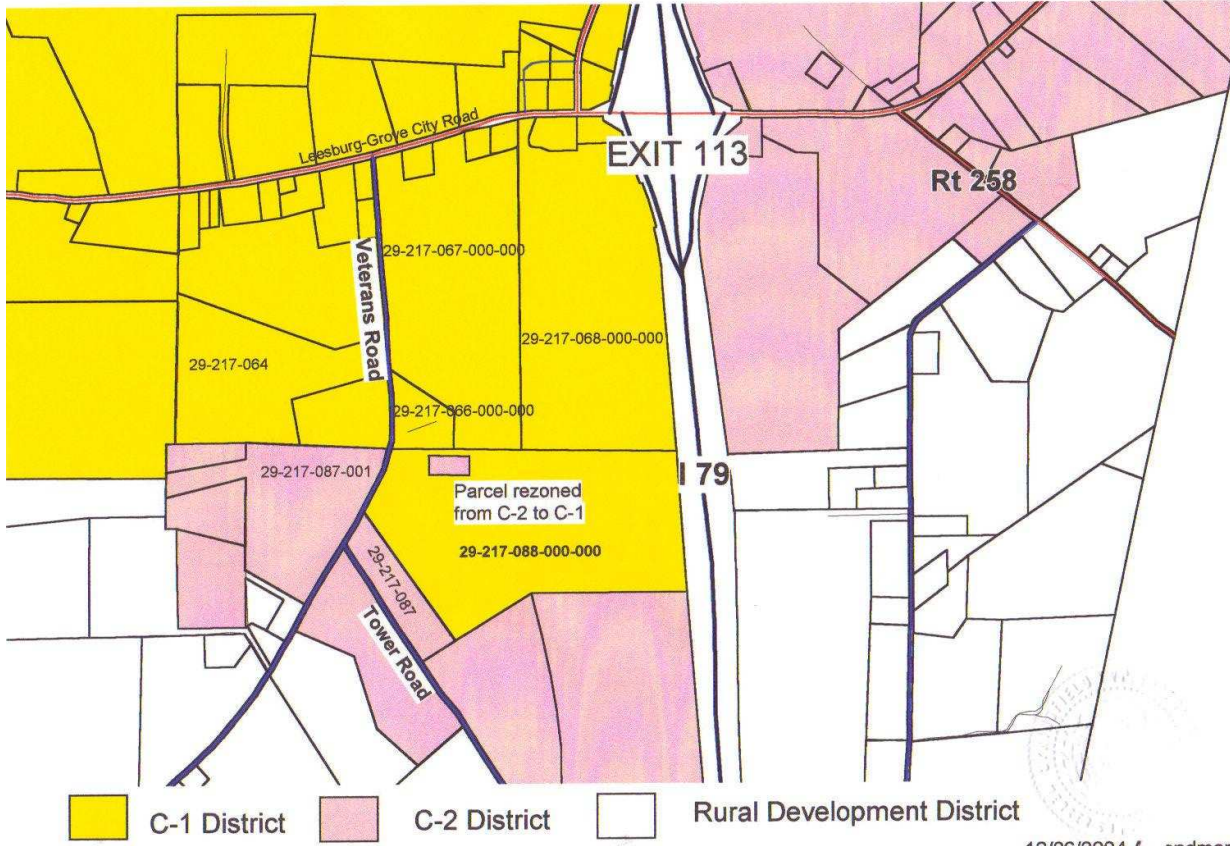 Leesburg-Grove City Road
EXIT 113
Rt 258
Veterans Road
29-217-067-000-000
29-217-068-000-000
29-217-064
29-217-066-000-000
29-217-087-001
I 79
Parcel rezoned
from C-2 to C-1
29-217-088-000-000
29-217-087
Tower Road
C-1 District
C-2 District
Rural Development District